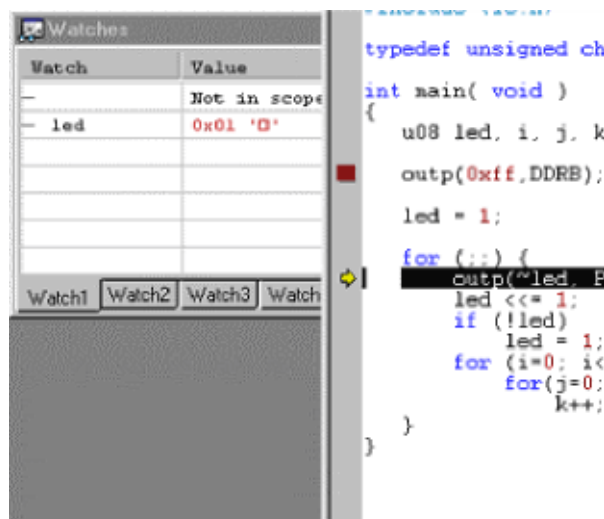 Watches
Watch Value
Not in scope
led 0x01 '□'
Watch1 Watch2 Watch3 Watch
#include <io.h>
typedef unsigned ch
int main( void )
{
u08 led, i, j, k
outp(0xff,DDRB);
led = 1;
for (;;) {
outp(~led, P
led <<= 1;
if (!led)
led = 1;
for (i=0; i<
for(j=0;
k++;
}
}